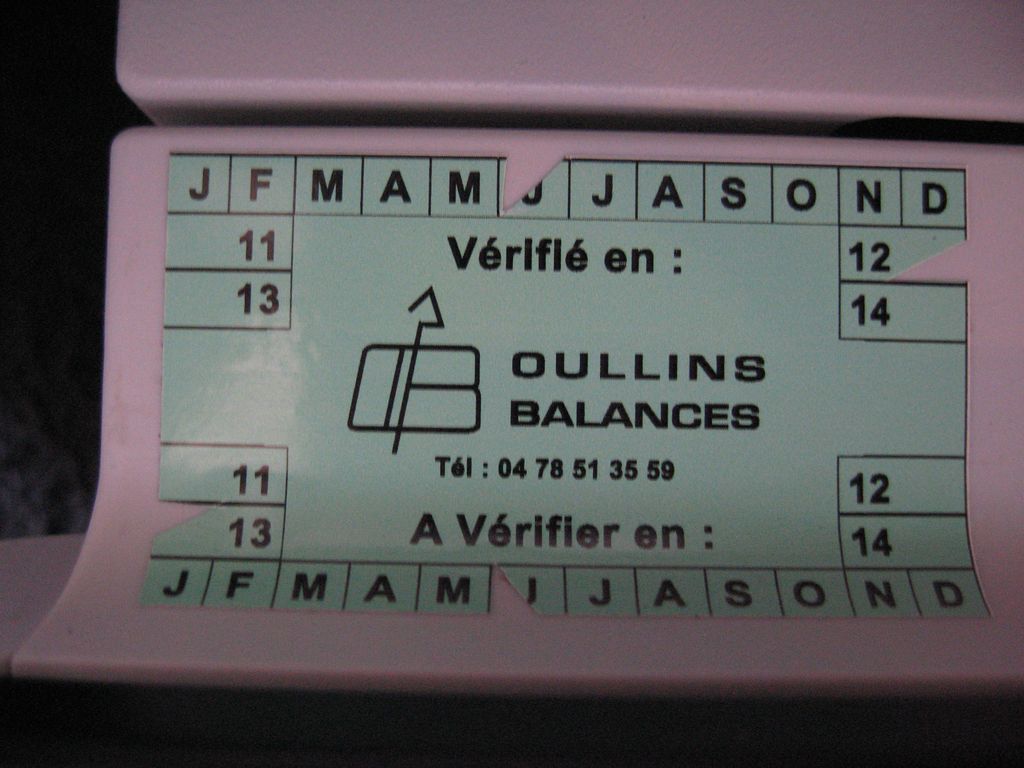 J F M A M J J A S O N D
11 Vérifié en : 12
13 14
OULLINS
BALANCES
Tél : 04 78 51 35 59
11 12
13 A Vérifier en : 14
J F M A M J J A S O N D